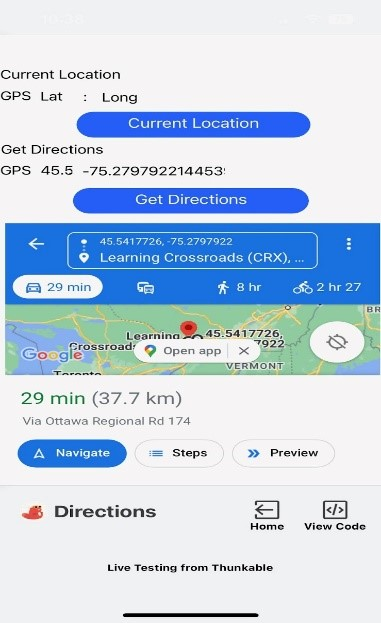 Current Location
GPS Lat : Long
Current Location
Get Directions
GPS 45.5 -75.279792214453
Get Directions
45.5417726, -75.2797922
Learning Crossroads (CRX), ...
29 min
8 hr
2 hr 27
BR
Learning 45.5417726,
Crossroads 7922
Google
Open app
VERMONT
Toronto
29 min (37.7 km)
Via Ottawa Regional Rd 174
Navigate
Steps
Preview
Directions
Home
View Code
Live Testing from Thunkable